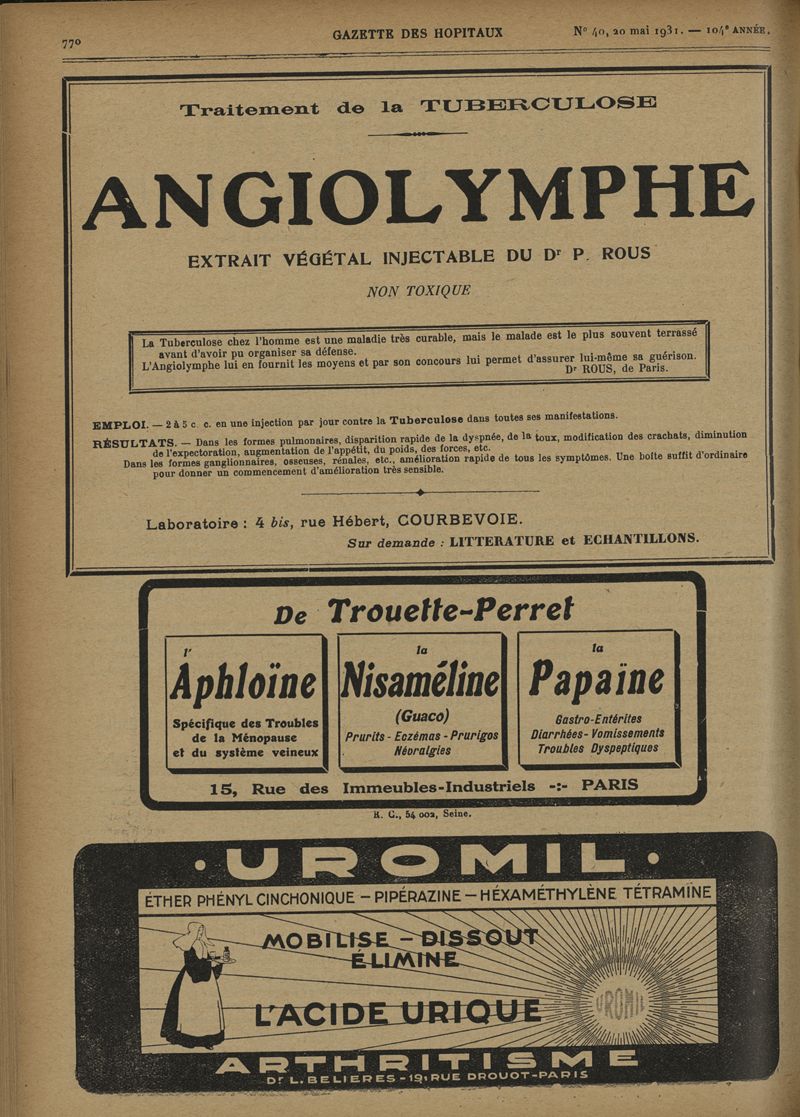 770
GAZETTE DES HOPITAUX
N° 40, 20 mai 1931. — 104e ANNÉE.
Traitement de la TUBERCULOSE
ANGIOLYMPHE
EXTRAIT VÉGÉTAL INJECTABLE DU Dr P. ROUS
NON TOXIQUE
La Tuberculose chez l'homme est une maladie très curable, mais le malade est le plus souvent terrassé
avant d'avoir pu organiser sa défense.
L'Angiolymphe lui en fournit les moyens et par son concours lui permet d'assurer lui-même sa guérison.
Dr ROUS, de Paris.
EMPLOI. — 2 à 5 c. c. en une injection par jour contre la Tuberculose dans toutes ses manifestations.
RÉSULTATS. — Dans les formes pulmonaires, disparition rapide de la dyspnée, de la toux, modification des crachats, diminution
de l'expectoration, augmentation de l'appétit, du poids, des forces, etc.
Dans les formes ganglionnaires, osseuses, rénales, etc., amélioration rapide de tous les symptômes. Une boîte suffit d'ordinaire
pour donner un commencement d'amélioration très sensible.
Laboratoire : 4 bis, rue Hébert, COURBEVOIE.
Sur demande : LITTERATURE et ECHANTILLONS.
De Trouette-Perret
l'
Aphloïne
Spécifique des Troubles
de la Ménopause
et du système veineux
la
Nisaméline
(Guaco)
Prurits - Eczémas - Prurigos
Néoralgies
la
Papaïne
Gastro-Entérites
Diarrhées - Vomissements
Troubles Dyspeptiques
15, Rue des Immeubles-Industriels -:- PARIS
R. C., 54 002, Seine.
· UROMIL ·
ÉTHER PHÉNYL CINCHONIQUE — PIPÉRAZINE — HÉXAMÉTHYLÈNE TÉTRAMINE
MOBILISE — DISSOUT
ÉLIMINE
L'ACIDE URIQUE
UROMIL
ARTHRITISME
Dr L. BELIERES - 19, RUE DROUOT - PARIS